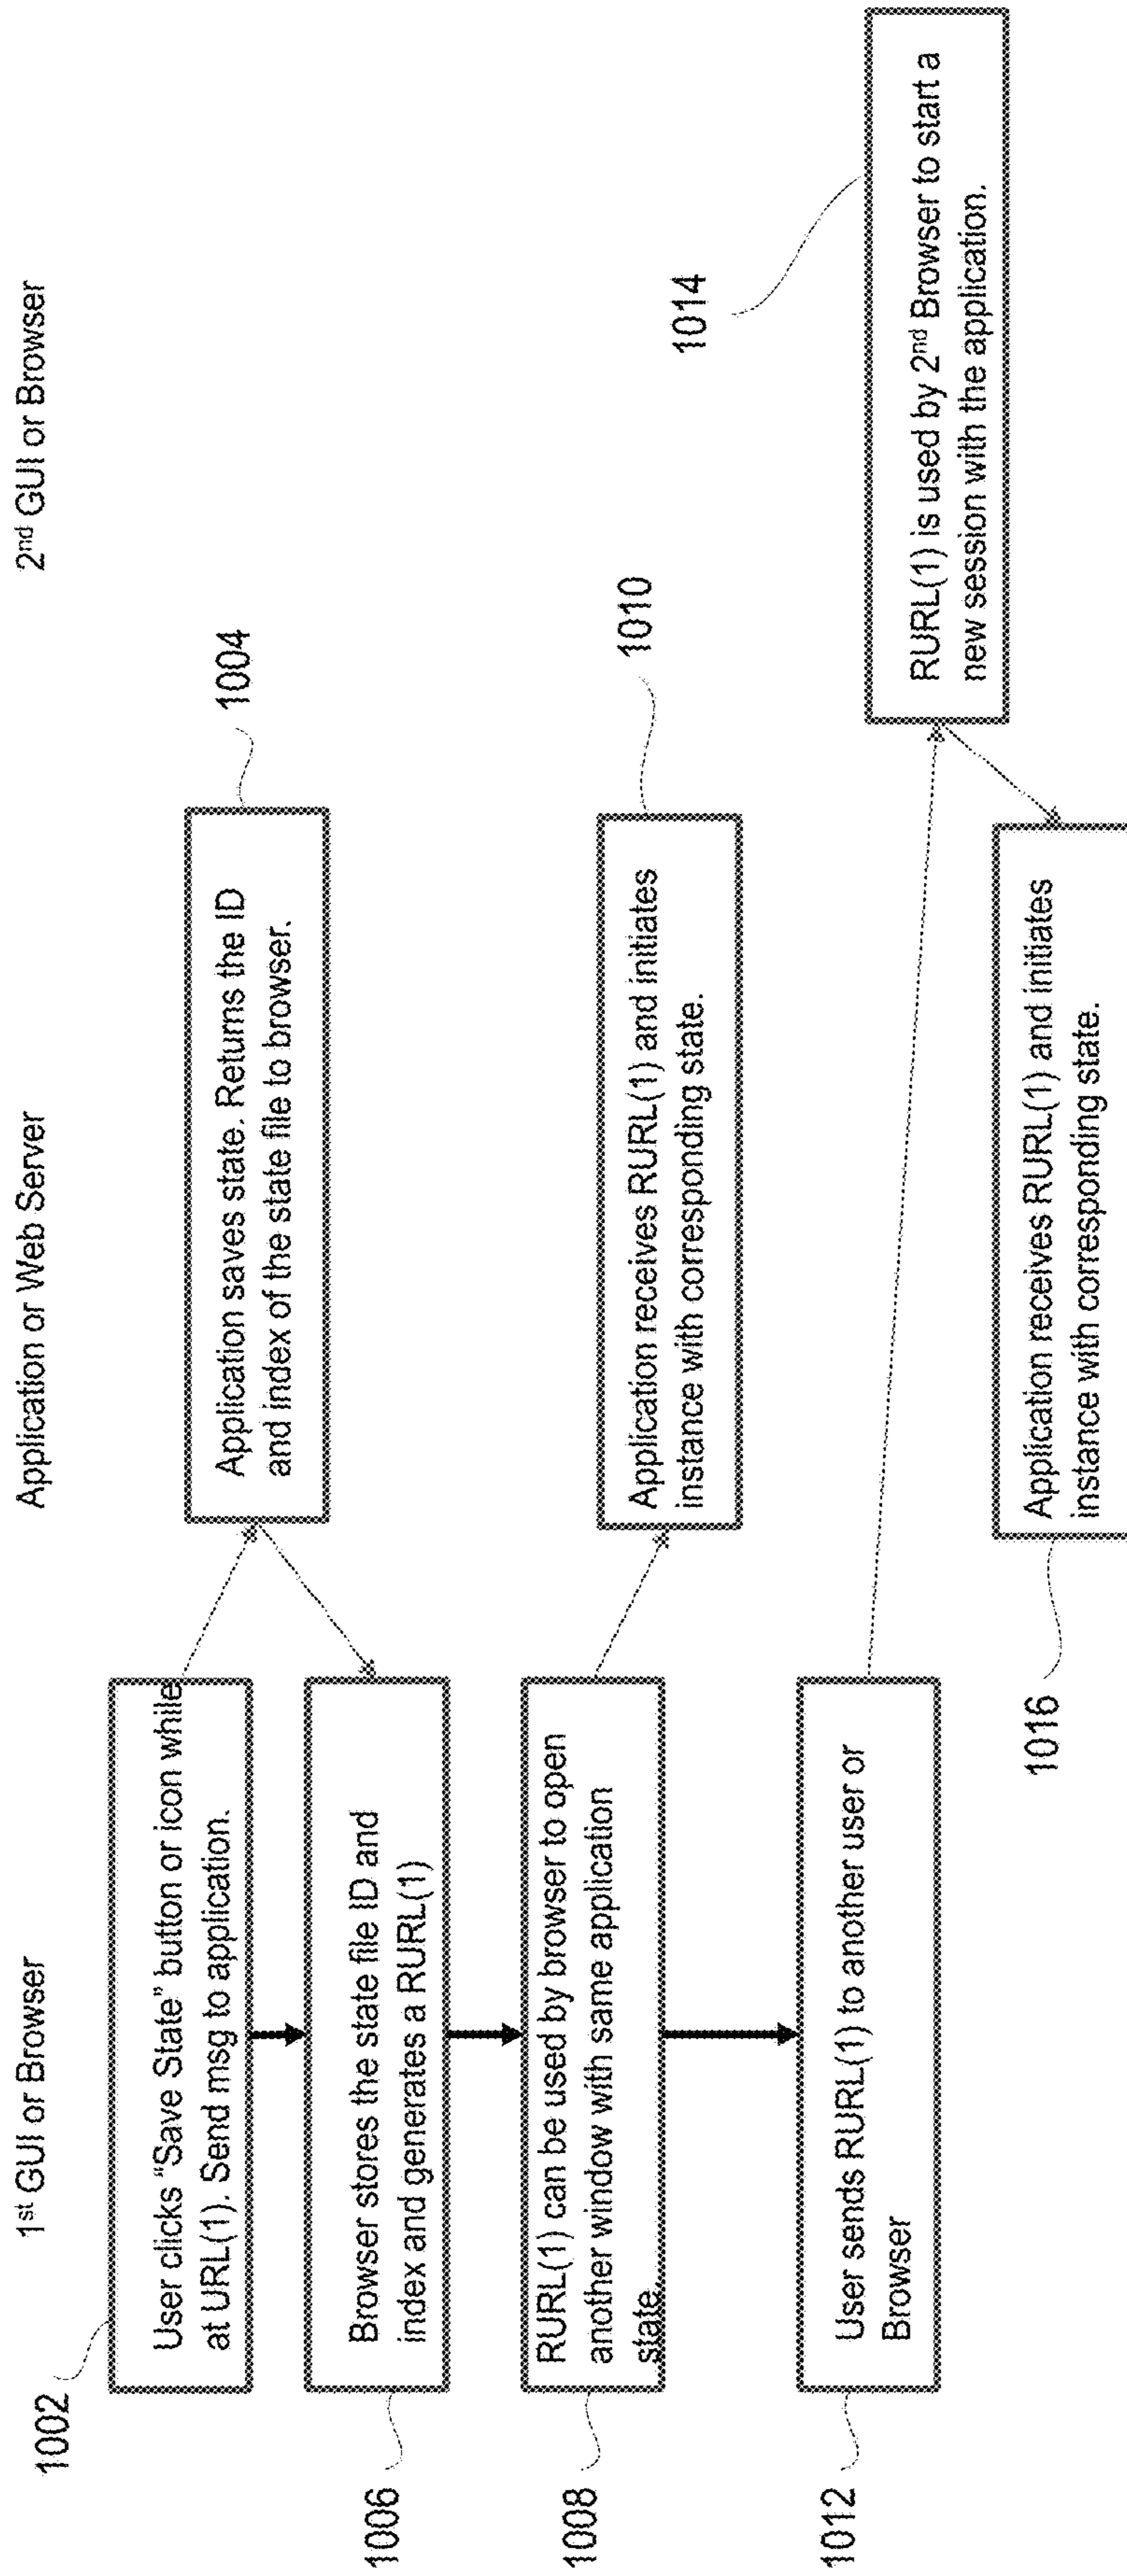 1st GUI or Browser
Application or Web Server
2nd GUI or Browser
1002
User clicks “Save State” button or icon while
at URL(1). Send msg to application.
1004
Application saves state. Returns the ID
and index of the state file to browser.
1006
Browser stores the state file ID and
index and generates a RURL(1)
1008
RURL(1) can be used by browser to open
another window with same application
state.
1010
Application receives RURL(1) and initiates
instance with corresponding state.
1012
User sends RURL(1) to another user or
Browser
1014
RURL(1) is used by 2nd Browser to start a
new session with the application.
1016
Application receives RURL(1) and initiates
instance with corresponding state.